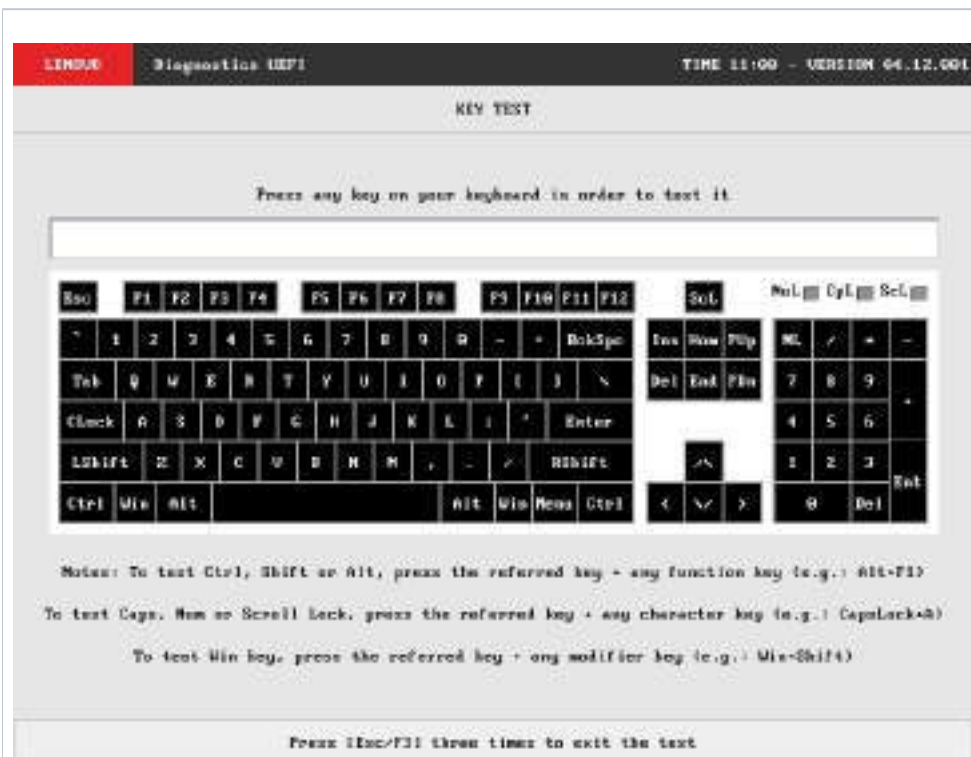 LENOVO Diagnostics UEFI TIME 11:00 - VERSION 04.12.001
KEY TEST
Press any key on your keyboard in order to test it
Esc F1 F2 F3 F4 F5 F6 F7 F8 F9 F10 F11 F12 ScL NuL CpL ScL
` 1 2 3 4 5 6 7 8 9 0 - = BckSpc Ins Hom PUp NL / * -
Tab Q W E R T Y U I O P [ ] \ Del End PDn 7 8 9 +
CLock A S D F G H J K L ; ' Enter 4 5 6
LShift Z X C V B N M , . / RShift /\ 1 2 3 Ent
Ctrl Win Alt Alt Win Menu Ctrl < \/ > 0 Del
Notes: To test Ctrl, Shift or Alt, press the referred key + any function key (e.g.: Alt+F1)
To test Caps, Num or Scroll Lock, press the referred key + any character key (e.g.: CapsLock+A)
To test Win key, press the referred key + any modifier key (e.g.: Win+Shift)
Press [Esc/F3] three times to exit the test